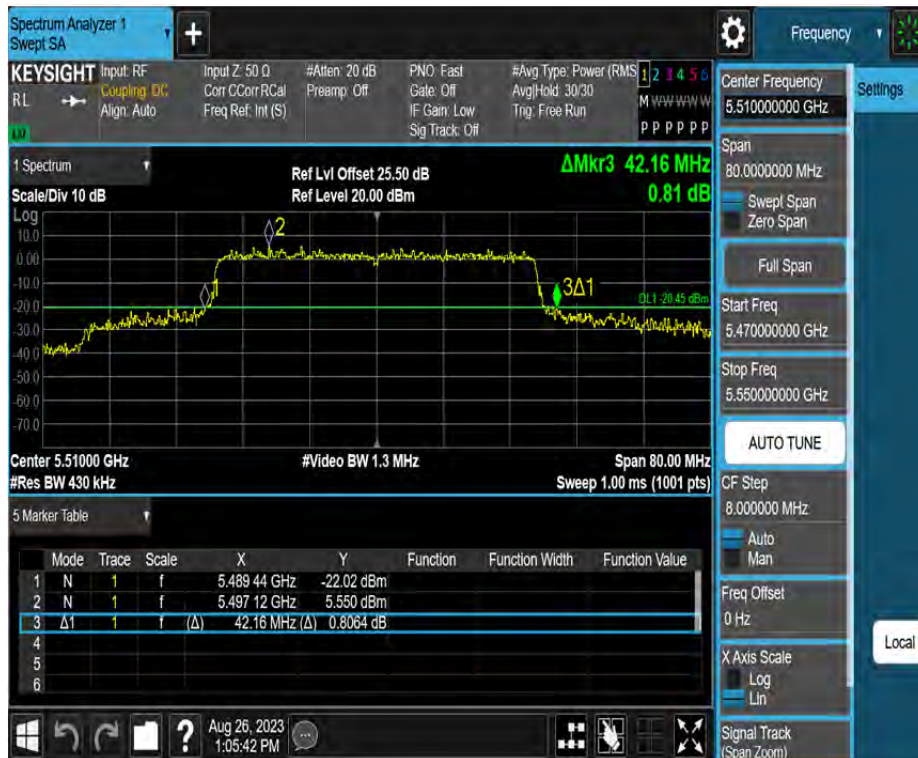 Spectrum Analyzer 1
Swept SA
+
Frequency
KEYSIGHT
RL
LXI
Input: RF
Coupling: DC
Align: Auto
Input Z: 50 Ω
Corr CCorr RCal
Freq Ref: Int (S)
#Atten: 20 dB
Preamp: Off
PNO: Fast
Gate: Off
IF Gain: Low
Sig Track: Off
#Avg Type: Power (RMS
Avg|Hold: 30/30
Trig: Free Run
1 2 3 4 5 6
M W W W W W
P P P P P P
Center Frequency
5.510000000 GHz
Settings
1 Spectrum
Scale/Div 10 dB
Ref Lvl Offset 25.50 dB
Ref Level 20.00 dBm
ΔMkr3 42.16 MHz
0.81 dB
Span
80.0000000 MHz
Swept Span
Zero Span
Full Span
Start Freq
5.470000000 GHz
Stop Freq
5.550000000 GHz
AUTO TUNE
CF Step
8.000000 MHz
Auto
Man
Freq Offset
0 Hz
X Axis Scale
Log
Lin
Signal Track
(Span Zoom)
Local
Log
10.0
0.00
-10.0
-20.0
-30.0
-40.0
-50.0
-60.0
-70.0
2
3Δ1
DL1 -20.45 dBm
Center 5.51000 GHz
#Video BW 1.3 MHz
Span 80.00 MHz
#Res BW 430 kHz
Sweep 1.00 ms (1001 pts)
5 Marker Table
Mode Trace Scale X Y Function Function Width Function Value
1 N 1 f 5.489 44 GHz -22.02 dBm
2 N 1 f 5.497 12 GHz 5.550 dBm
3 Δ1 1 f (Δ) 42.16 MHz (Δ) 0.8064 dB
4
5
6
?
Aug 26, 2023
1:05:42 PM